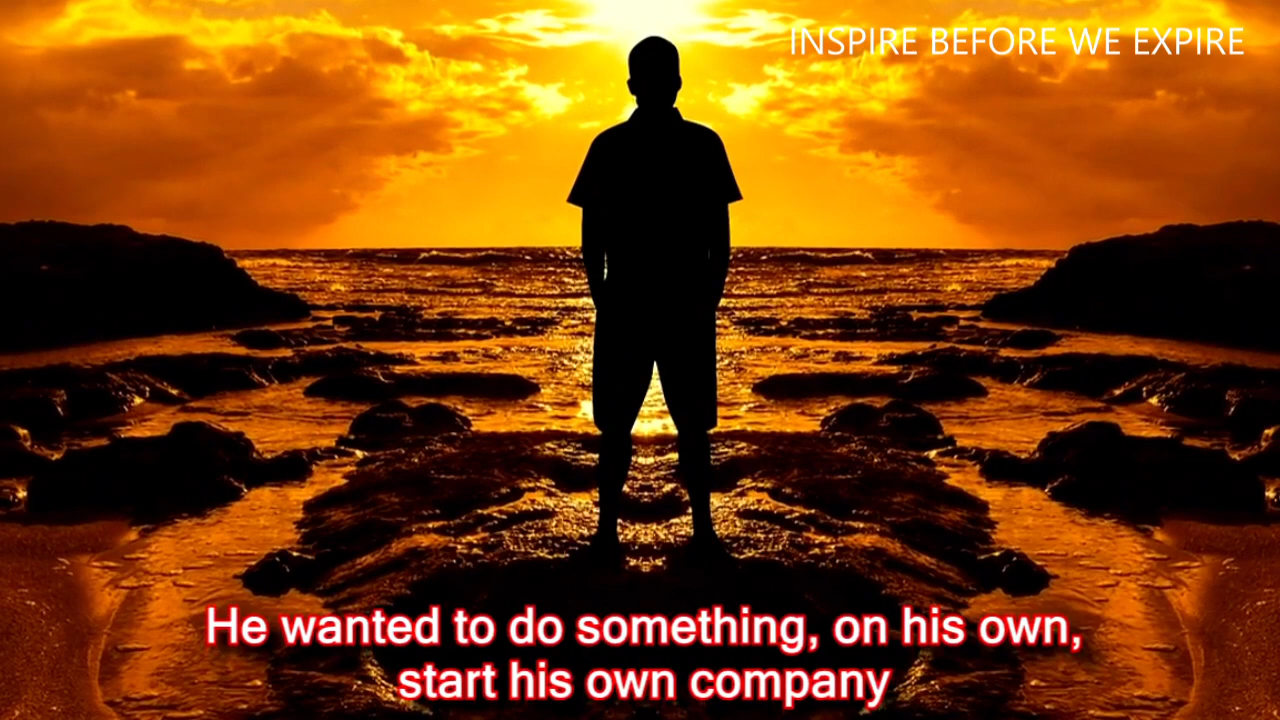 INSPIRE BEFORE WE EXPIRE
He wanted to do something, on his own,
start his own company